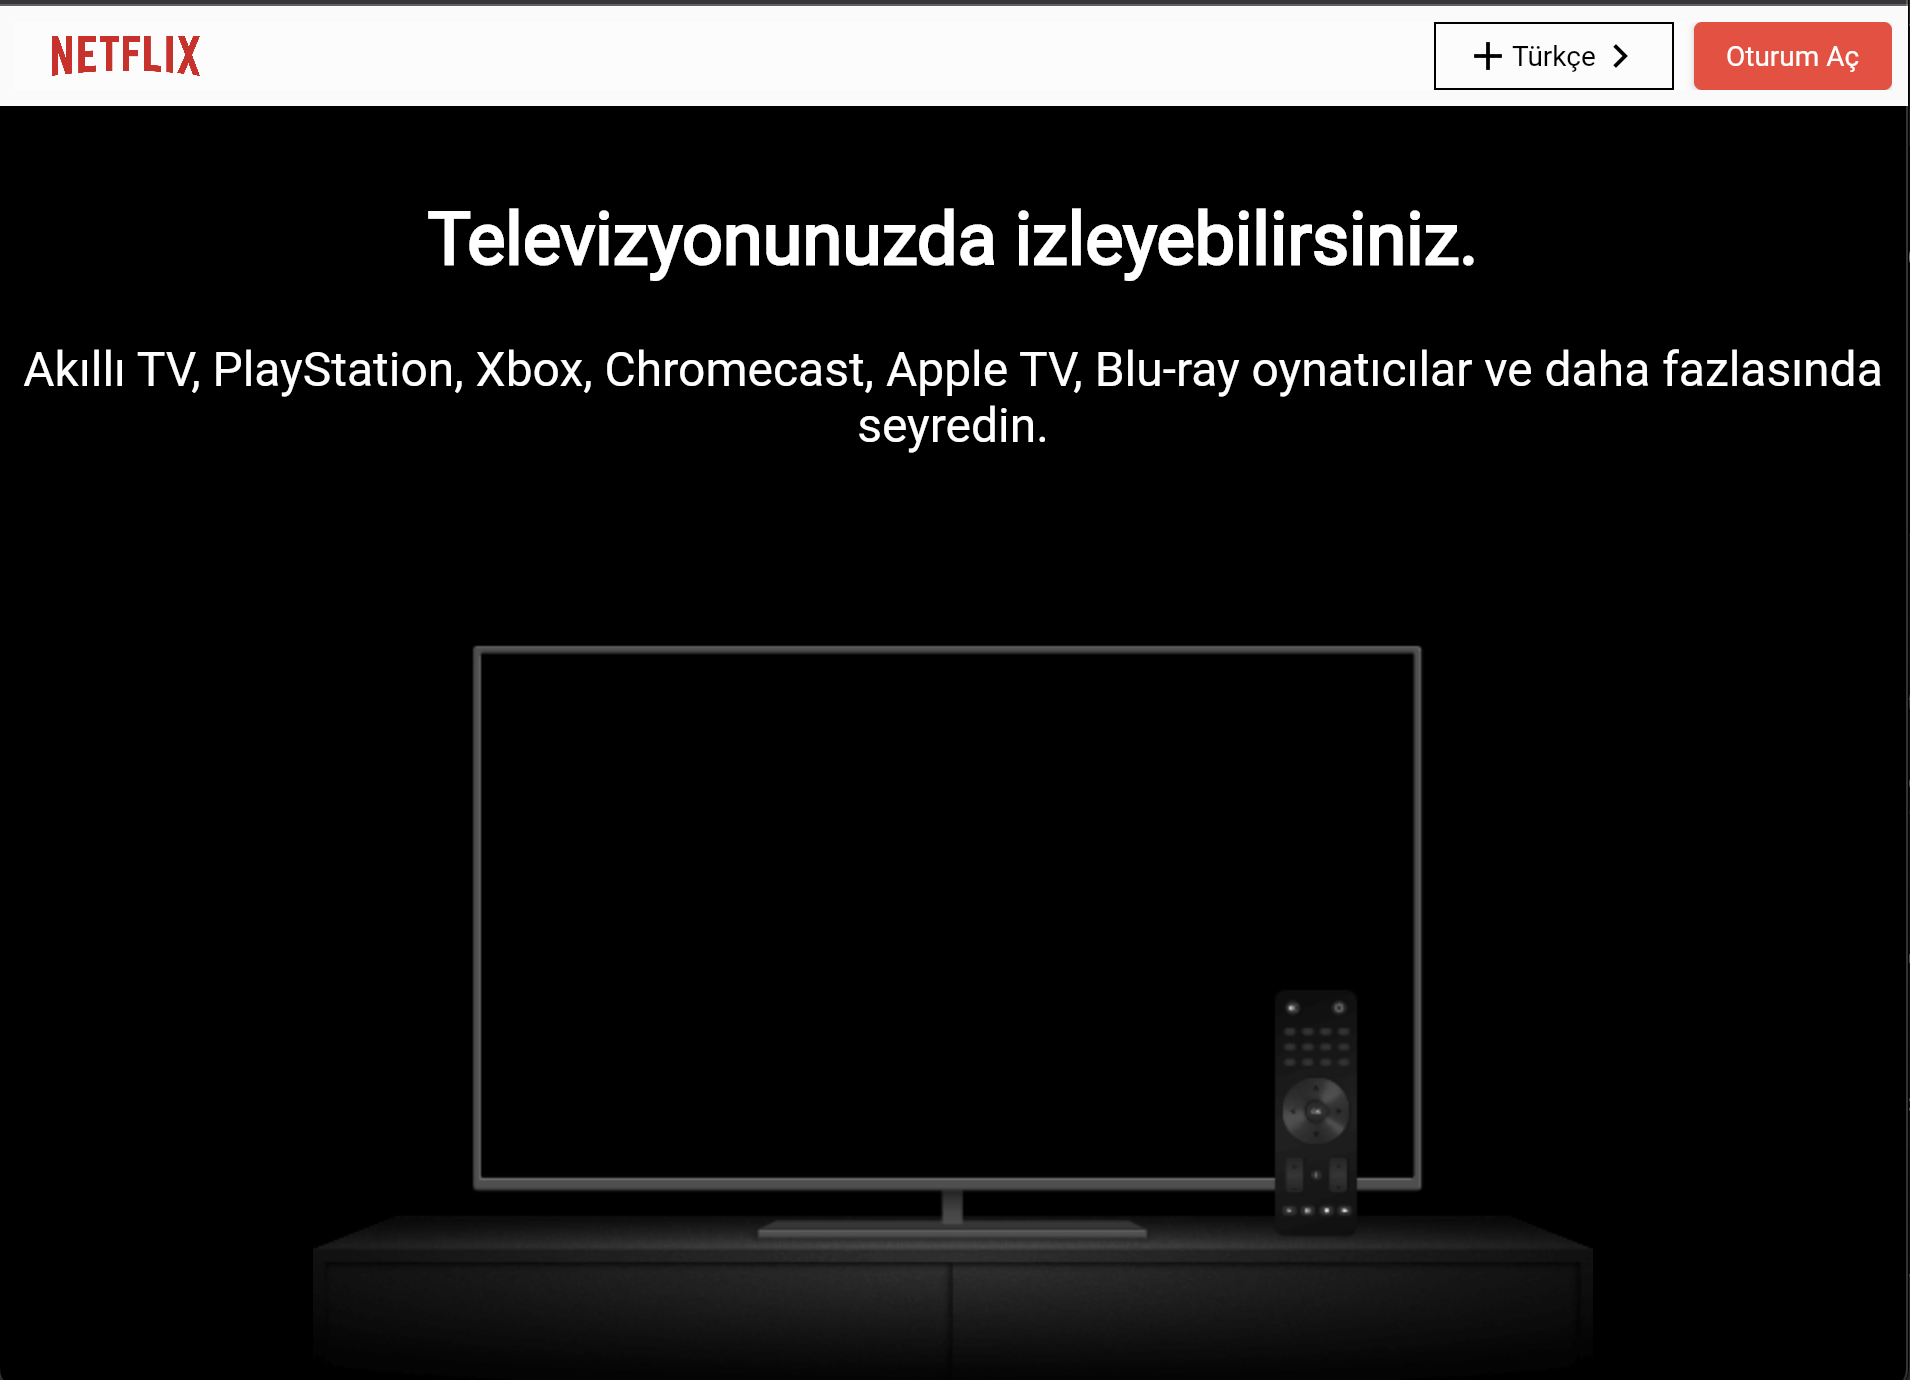 NETFLIX
Türkçe
Oturum Aç
Televizyonunuzda izleyebilirsiniz.
Akıllı TV, PlayStation, Xbox, Chromecast, Apple TV, Blu-ray oynatıcılar ve daha fazlasında
seyredin.